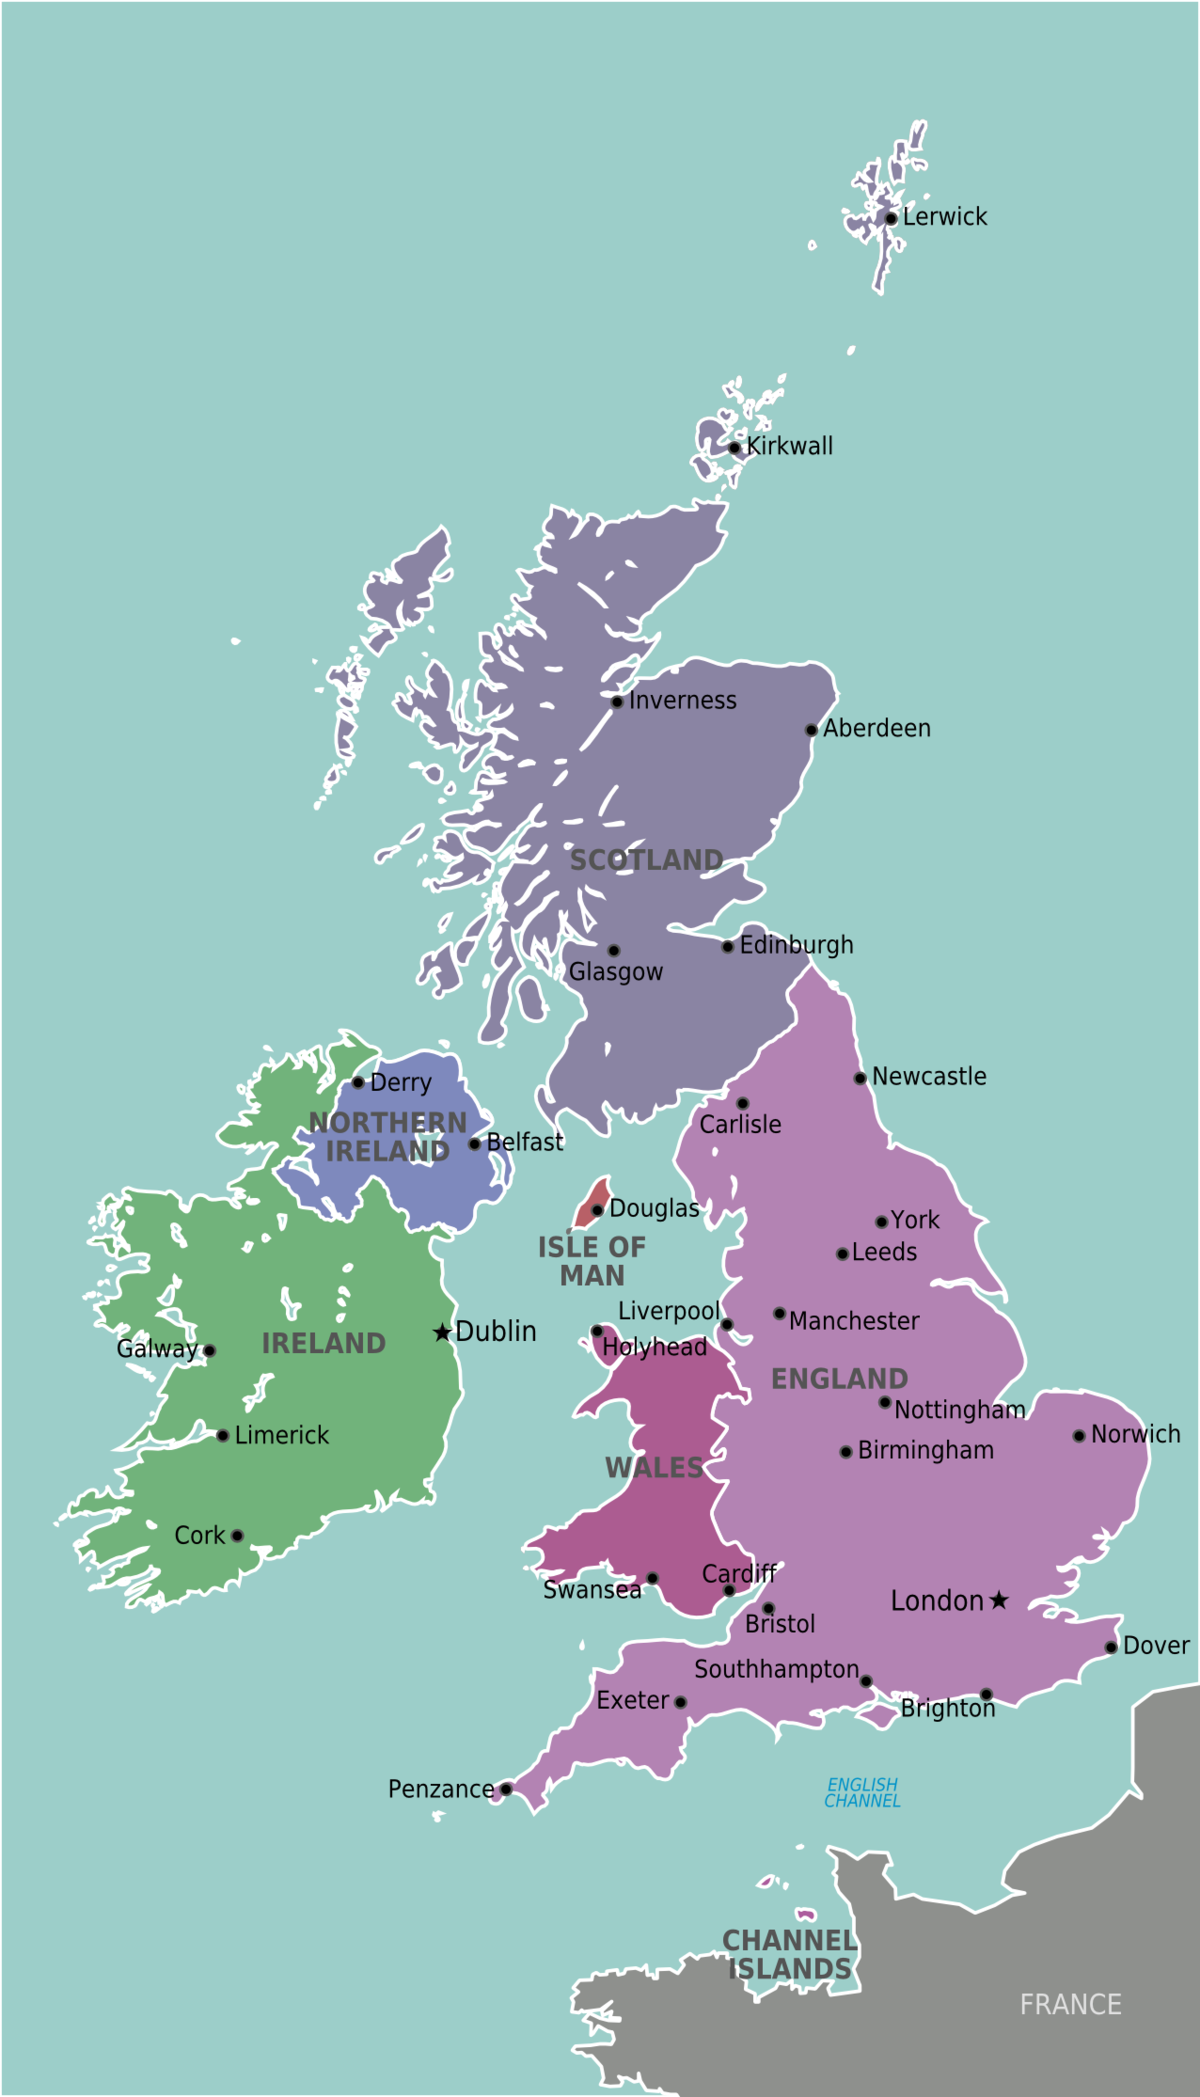 Lerwick
Kirkwall
Inverness
Aberdeen
SCOTLAND
Edinburgh
Glasgow
Newcastle
Derry
Carlisle
NORTHERN
IRELAND
Belfast
Douglas
York
ISLE OF
MAN
Leeds
Liverpool
Manchester
Dublin
Galway
IRELAND
Holyhead
ENGLAND
Nottingham
Limerick
Norwich
Birmingham
WALES
Cork
Cardiff
Swansea
London
Bristol
Dover
Southhampton
Exeter
Brighton
Penzance
ENGLISH
CHANNEL
CHANNEL
ISLANDS
FRANCE